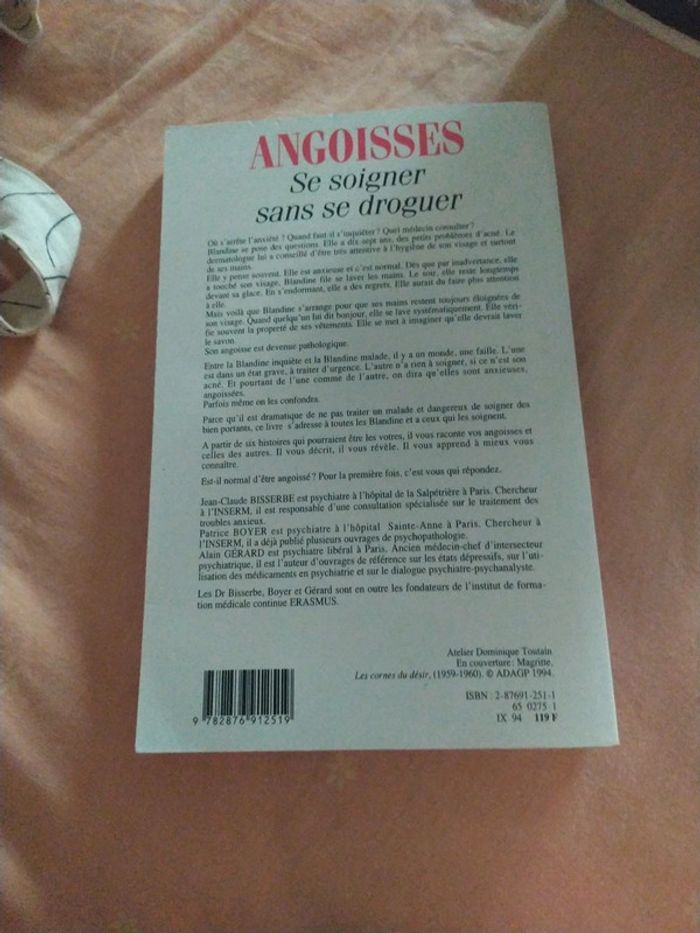 ANGOISSES
Se soigner
sans se droguer
Où s'arrête l'anxiété ? Quand faut-il s'inquiéter ? Quel médecin consulter ?
Blandine se pose des questions. Elle a dix sept ans, des petits problèmes d'acné. Le
dermatologue lui a conseillé d'être très attentive à l'hygiène de son visage et surtout
de ses mains.
Elle y pense souvent. Elle est anxieuse et c'est normal. Dès que par inadvertance, elle
a touché son visage, Blandine file se laver les mains. Le soir, elle reste longtemps
devant sa glace. En s'endormant, elle a des regrets. Elle aurait du faire plus attention
à elle.
Mais voilà que Blandine s'arrange pour que ses mains restent toujours éloignées de
son visage. Quand quelqu'un lui dit bonjour, elle se lave systématiquement. Elle véri-
fie souvent la propreté de ses vêtements. Elle se met à imaginer qu'elle devrait laver
le savon.
Son angoisse est devenue pathologique.
Entre la Blandine inquiète et la Blandine malade, il y a un monde, une faille. L'une
est dans un état grave, à traiter d'urgence. L'autre n'a rien à soigner, si ce n'est son
acné. Et pourtant de l'une comme de l'autre, on dira qu'elles sont anxieuses,
angoissées.
Parfois même on les confondra.
Parce qu'il est dramatique de ne pas traiter un malade et dangereux de soigner des
bien portants, ce livre s'adresse à toutes les Blandine et a ceux qui les soignent.
A partir de six histoires qui pourraient être les votres, il vous raconte vos angoisses et
celles des autres. Il vous décrit, il vous révèle. Il vous apprend à mieux vous
connaître.
Est-il normal d'être angoissé ? Pour la première fois, c'est vous qui répondez.
Jean-Claude BISSERBE est psychiatre à l'hôpital de la Salpétrière à Paris. Chercheur
à l'INSERM, il est responsable d'une consultation spécialisée sur le traitement des
troubles anxieux.
Patrice BOYER est psychiatre à l'hôpital Sainte-Anne à Paris. Chercheur à
l'INSERM, il a déjà publié plusieurs ouvrages de psychopathologie.
Alain GÉRARD est psychiatre libéral à Paris. Ancien médecin-chef d'intersecteur
psychiatrique, il est l'auteur d'ouvrages de référence sur les états dépressifs, sur l'uti-
lisation des médicaments en psychiatrie et sur le dialogue psychiatre-psychanalyste.
Les Dr Bisserbe, Boyer et Gérard sont en outre les fondateurs de l'institut de forma-
tion médicale continue ERASMUS.
Atelier Dominique Toutain
En couverture : Magritte,
Les cornes du désir, (1959-1960). © ADAGP 1994.
ISBN : 2-87691-251-1
65 0275 1
IX 94 119 F
9 782876 912519